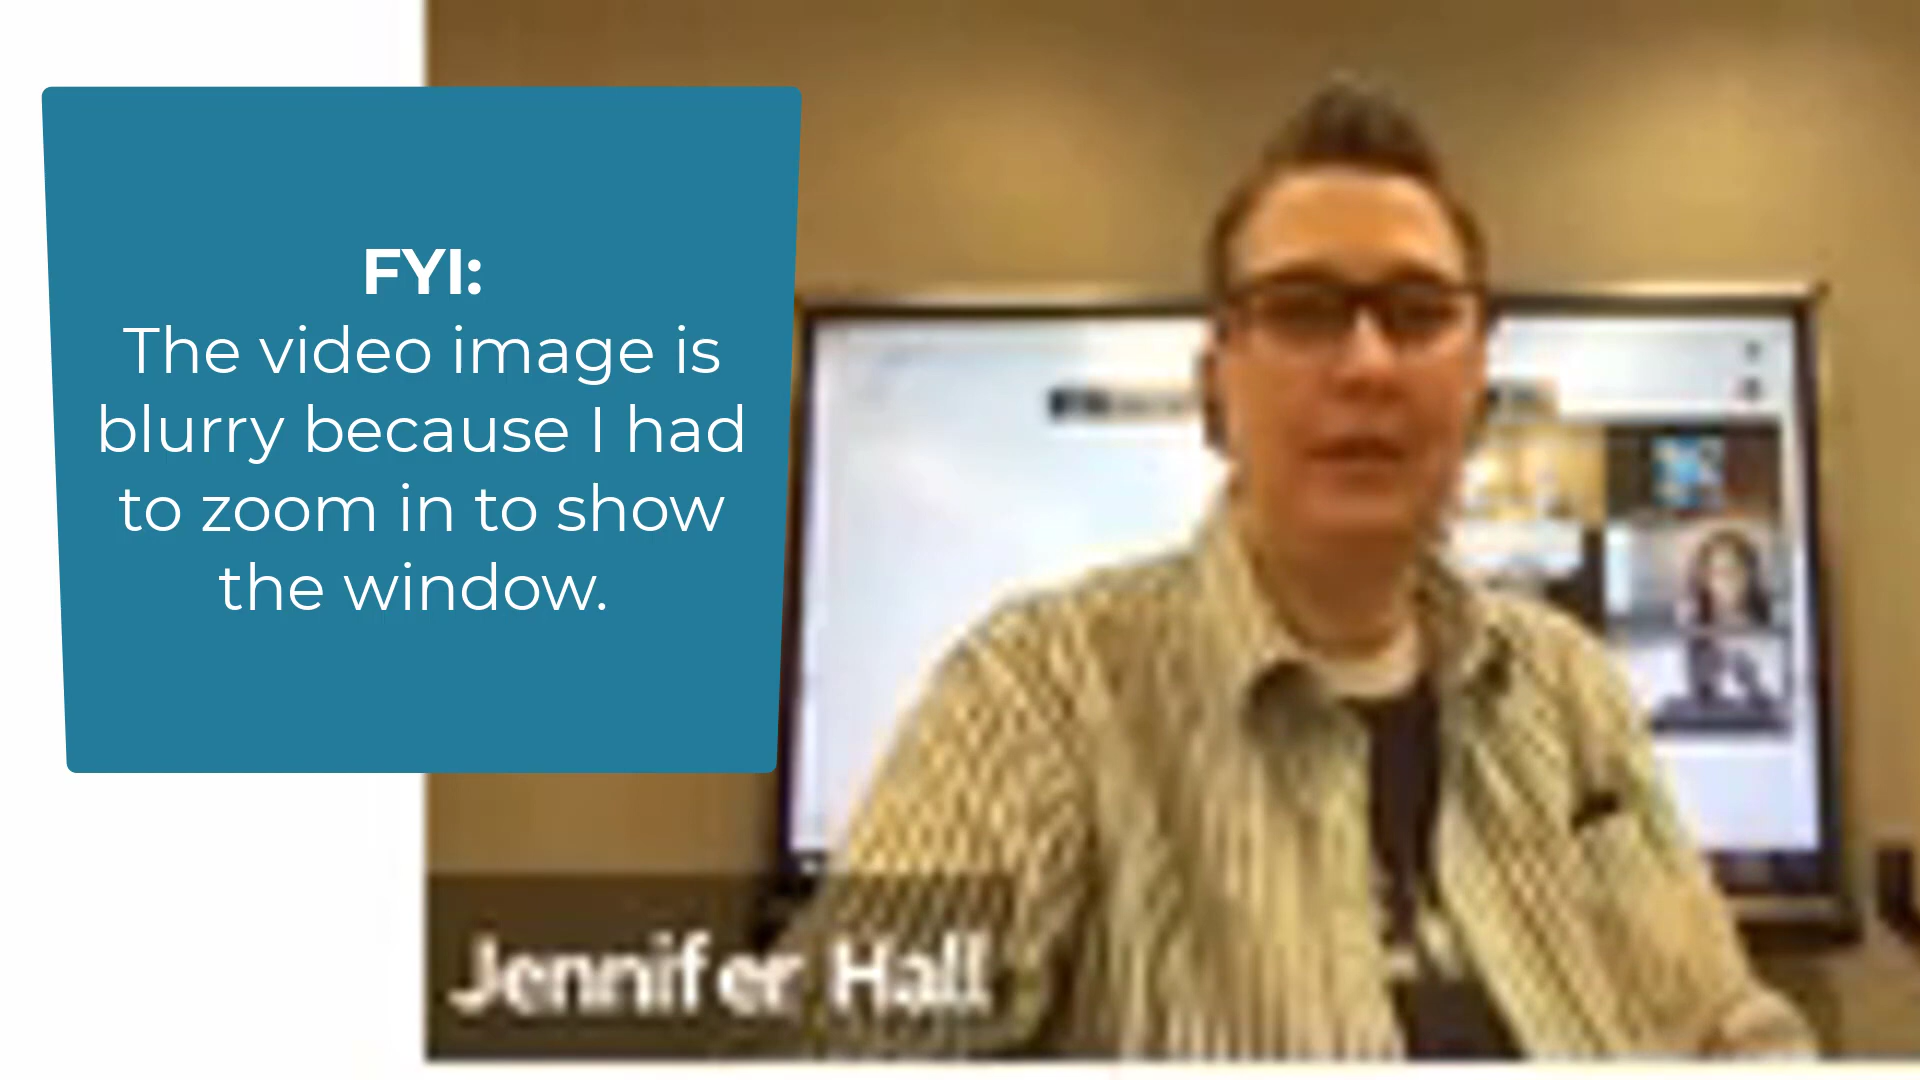 FYI:
The video image is
blurry because I had
to zoom in to show
the window.
Jennifer Hall